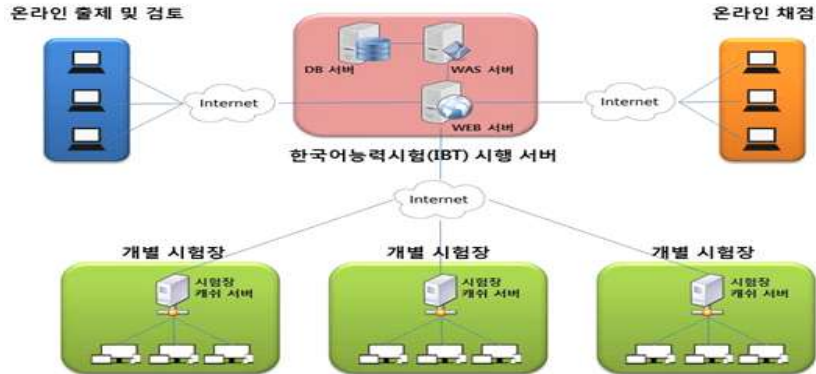 온라인 출제 및 검토
온라인 채점
DB 서버
WAS 서버
Internet
Internet
WEB 서버
한국어능력시험(IBT) 시행 서버
Internet
개별 시험장
개별 시험장
개별 시험장
시험장
캐쉬 서버
시험장
캐쉬 서버
시험장
캐쉬 서버